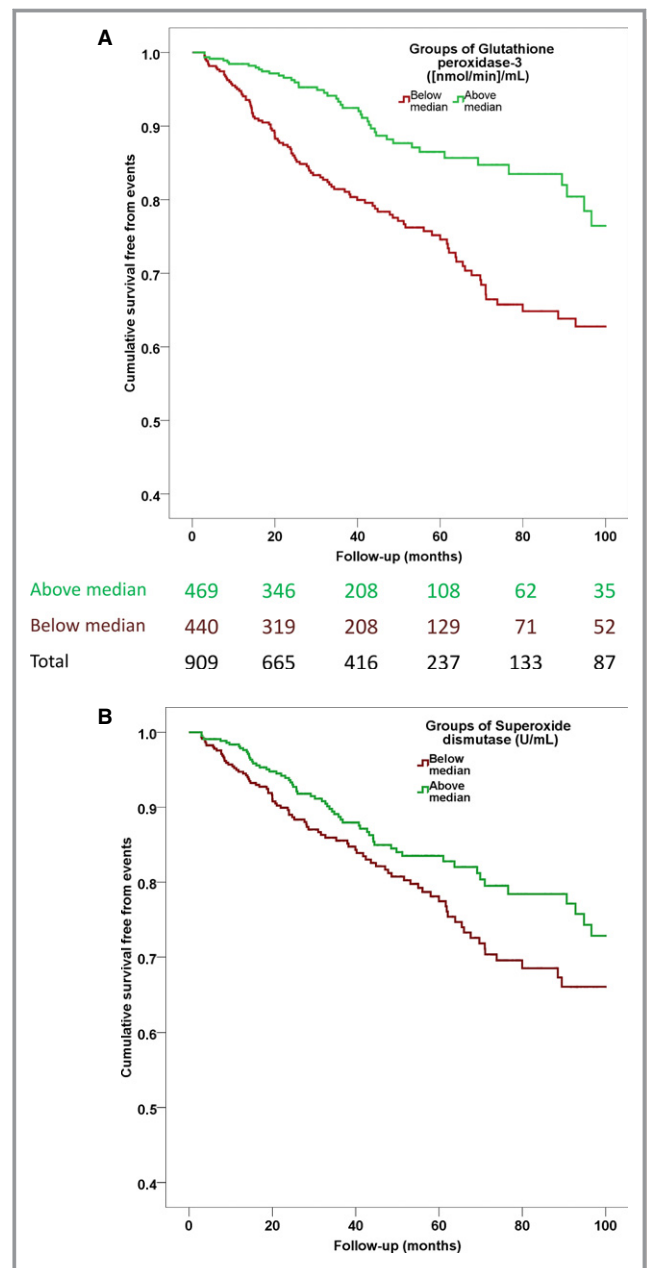 A
Groups of Glutathione
peroxidase-3
([nmol/min]/mL)
Below
median
Above
median
1.0
0.9
0.8
0.7
0.6
0.5
0.4
Cumulative survival free from events
0 20 40 60 80 100
Follow-up (months)
Above median 469 346 208 108 62 35
Below median 440 319 208 129 71 52
Total 909 665 416 237 133 87
B
Groups of Superoxide
dismutase (U/mL)
Below
median
Above
median
1.0
0.9
0.8
0.7
0.6
0.5
0.4
Cumulative survival free from events
0 20 40 60 80 100
Follow-up (months)